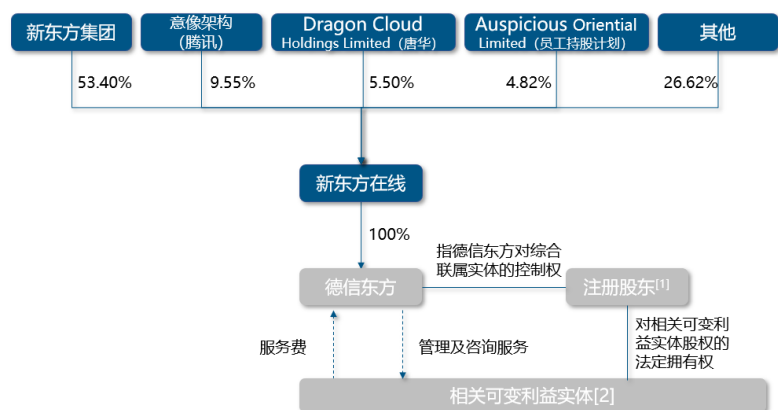 新东方集团
意像架构
（腾讯）
Dragon Cloud
Holdings Limited（唐华）
Auspicious Oriential
Limited（员工持股计划）
其他
53.40%
9.55%
5.50%
4.82%
26.62%
新东方在线
100%
指德信东方对综合
联属实体的控制权
德信东方
注册股东[1]
服务费
管理及咨询服务
对相关可变利
益实体股权的
法定拥有权
相关可变利益实体[2]